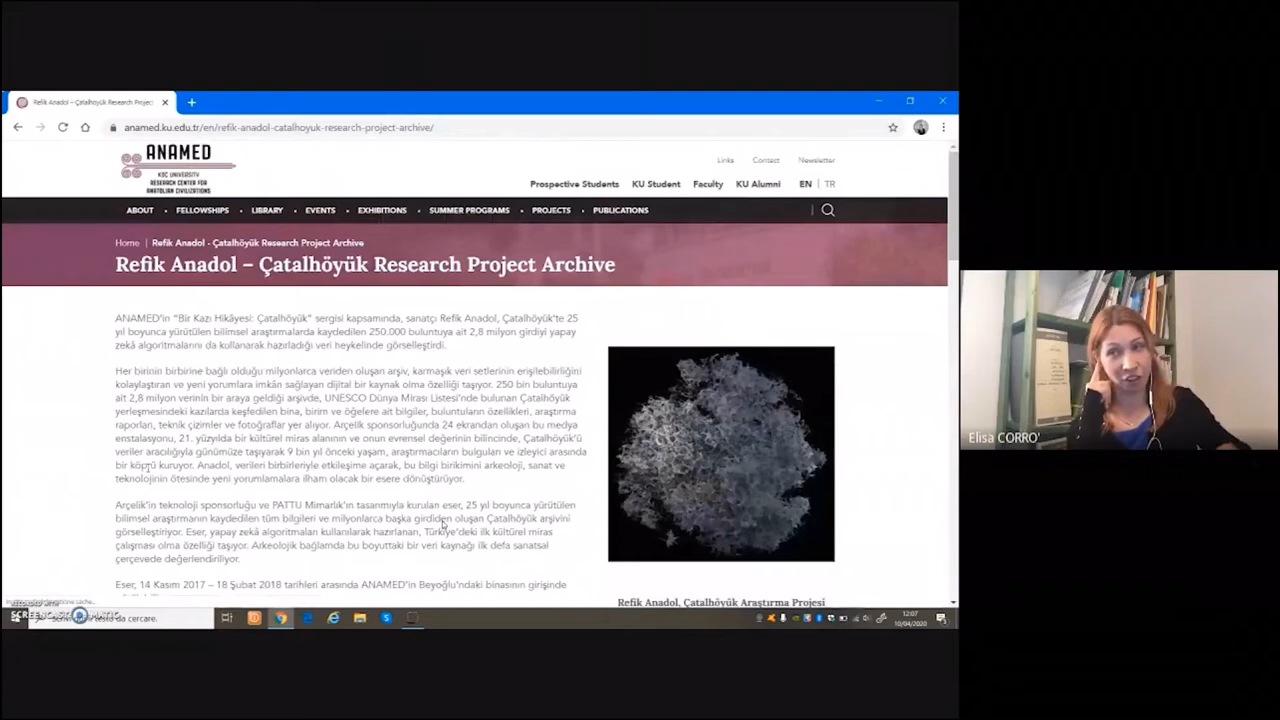 Refik Anadol – Çatalhöyük Research Projec
anamed.ku.edu.tr/en/refik-anadol-catalhoyuk-research-project-archive/
ANAMED
KOÇ UNIVERSITY
RESEARCH CENTER FOR
ANATOLIAN CIVILIZATIONS
Links Contact Newsletter
Prospective Students KU Student Faculty KU Alumni EN | TR
ABOUT • FELLOWSHIPS • LIBRARY • EVENTS • EXHIBITIONS • SUMMER PROGRAMS • PROJECTS • PUBLICATIONS
Home | Refik Anadol - Çatalhöyük Research Project Archive
Refik Anadol – Çatalhöyük Research Project Archive
ANAMED'in “Bir Kazı Hikâyesi: Çatalhöyük” sergisi kapsamında, sanatçı Refik Anadol, Çatalhöyük'te 25
yıl boyunca yürütülen bilimsel araştırmalarda kaydedilen 250.000 buluntuya ait 2,8 milyon girdiyi yapay
zekâ algoritmalarını da kullanarak hazırladığı veri heykelinde görselleştirdi.
Her birinin birbirine bağlı olduğu milyonlarca veriden oluşan arşiv, karmaşık veri setlerinin erişilebilirliğini
kolaylaştıran ve yeni yorumlara imkân sağlayan dijital bir kaynak olma özelliği taşıyor. 250 bin buluntuya
ait 2,8 milyon verinin bir araya geldiği arşivde, UNESCO Dünya Mirası Listesi'nde bulunan Çatalhöyük
yerleşmesindeki kazılarda keşfedilen bina, birim ve öğelere ait bilgiler, buluntuların özellikleri, araştırma
raporları, teknik çizimler ve fotoğraflar yer alıyor. Arçelik sponsorluğunda 24 ekrandan oluşan bu medya
enstalasyonu, 21. yüzyılda bir kültürel miras alanının ve onun evrensel değerinin bilincinde, Çatalhöyük'ü
veriler aracılığıyla günümüze taşıyarak 9 bin yıl önceki yaşam, araştırmacıların bulguları ve izleyici arasında
bir köprü kuruyor. Anadol, verileri birbirleriyle etkileşime açarak, bu bilgi birikimini arkeoloji, sanat ve
teknolojinin ötesinde yeni yorumlamalara ilham olacak bir esere dönüştürüyor.
Arçelik'in teknoloji sponsorluğu ve PATTU Mimarlık'ın tasarımıyla kurulan eser, 25 yıl boyunca yürütülen
bilimsel araştırmanın kaydedilen tüm bilgileri ve milyonlarca başka girdiden oluşan Çatalhöyük arşivini
görselleştiriyor. Eser, yapay zekâ algoritmaları kullanılarak hazırlanan, Türkiye'deki ilk kültürel miras
çalışması olma özelliği taşıyor. Arkeolojik bağlamda bu boyuttaki bir veri kaynağı ilk defa sanatsal
çerçevede değerlendiriliyor.
Eser, 14 Kasım 2017 – 18 Şubat 2018 tarihleri arasında ANAMED'in Beyoğlu'ndaki binasının girişinde
Refik Anadol, Çatalhöyük Araştırma Projesi
Elisa CORRO'
da cercare.
12:07
10/04/2020